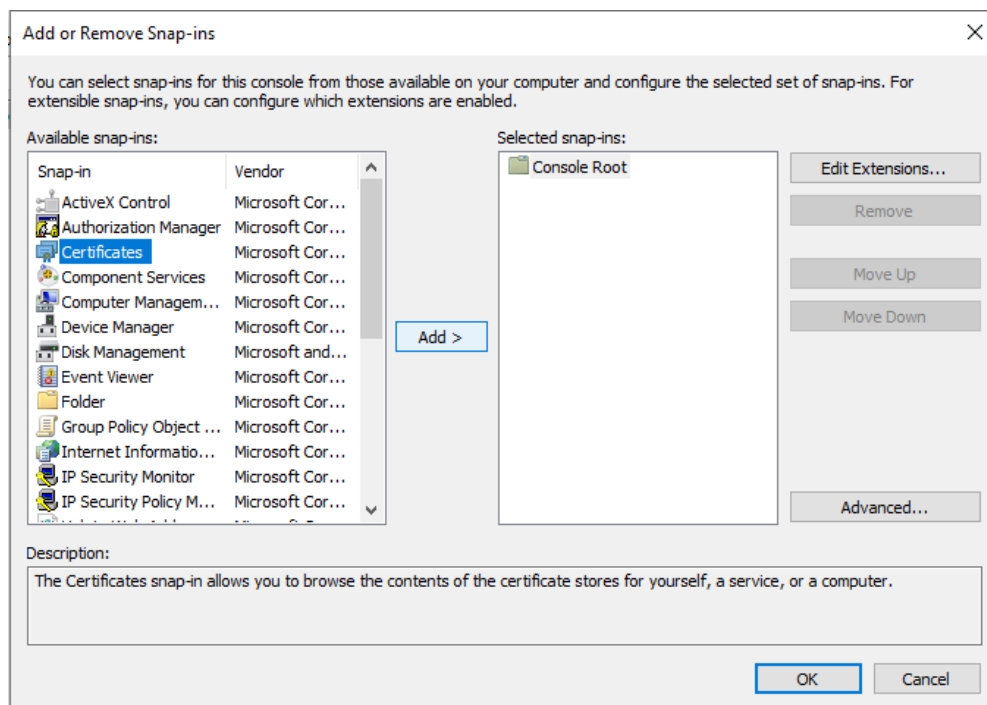 Add or Remove Snap-ins
You can select snap-ins for this console from those available on your computer and configure the selected set of snap-ins. For
extensible snap-ins, you can configure which extensions are enabled.
Available snap-ins:
Snap-in Vendor
ActiveX Control Microsoft Cor...
Authorization Manager Microsoft Cor...
Certificates Microsoft Cor...
Component Services Microsoft Cor...
Computer Managem... Microsoft Cor...
Device Manager Microsoft Cor...
Disk Management Microsoft and...
Event Viewer Microsoft Cor...
Folder Microsoft Cor...
Group Policy Object ... Microsoft Cor...
Internet Informatio... Microsoft Cor...
IP Security Monitor Microsoft Cor...
IP Security Policy M... Microsoft Cor...
Add >
Selected snap-ins:
Console Root
Edit Extensions...
Remove
Move Up
Move Down
Advanced...
Description:
The Certificates snap-in allows you to browse the contents of the certificate stores for yourself, a service, or a computer.
OK
Cancel